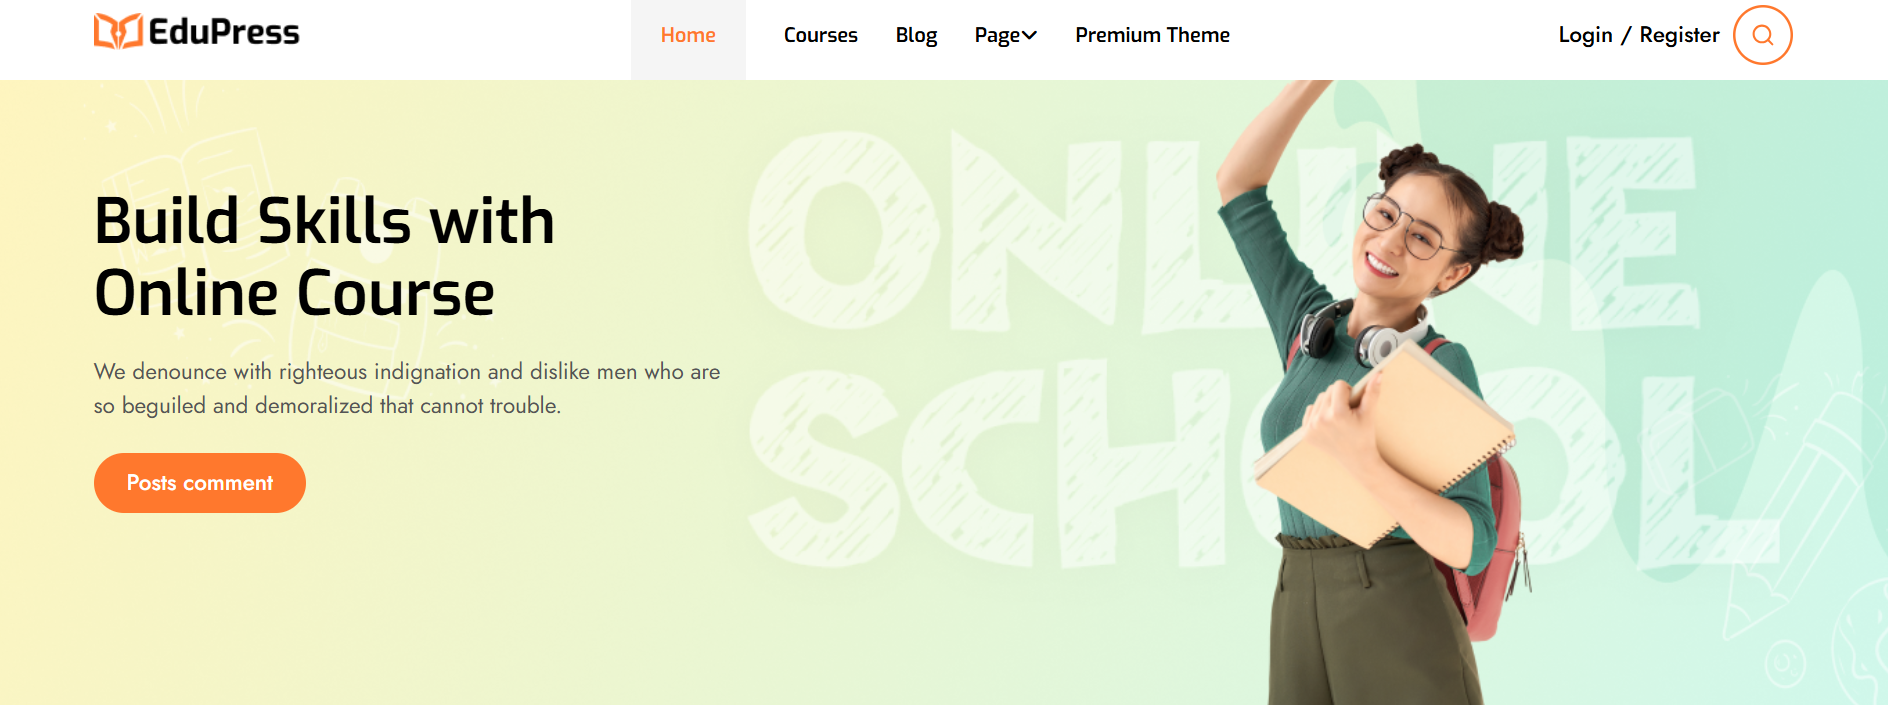 EduPress
Home
Courses
Blog
Page
Premium Theme
Login / Register
ONLINE
SCHOOL
Build Skills with
Online Course
We denounce with righteous indignation and dislike men who are
so beguiled and demoralized that cannot trouble.
Posts comment